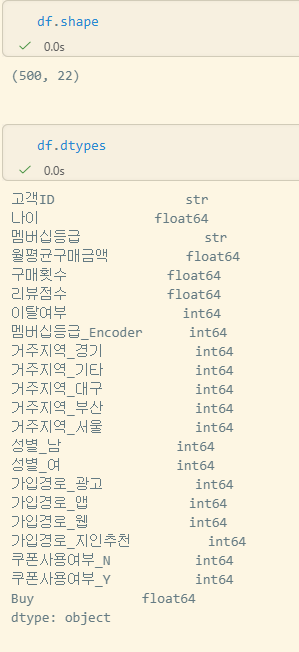 df.shape
0.0s
(500, 22)
df.dtypes
0.0s
고객ID str
나이 float64
멤버십등급 str
월평균구매금액 float64
구매횟수 float64
리뷰점수 float64
이탈여부 int64
멤버십등급_Encoder int64
거주지역_경기 int64
거주지역_기타 int64
거주지역_대구 int64
거주지역_부산 int64
거주지역_서울 int64
성별_남 int64
성별_여 int64
가입경로_광고 int64
가입경로_앱 int64
가입경로_웹 int64
가입경로_지인추천 int64
쿠폰사용여부_N int64
쿠폰사용여부_Y int64
Buy float64
dtype: object